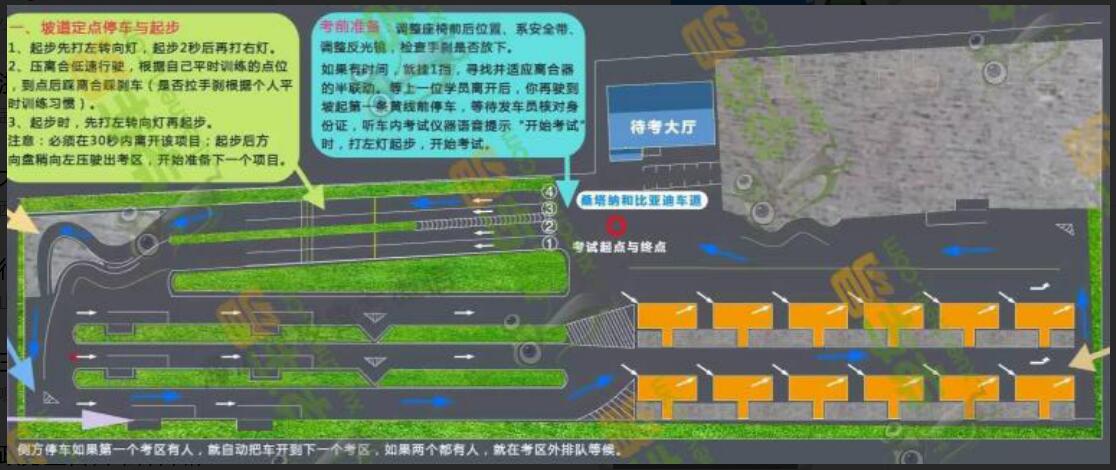 一、坡道定点停车与起步
1、起步先打左转向灯，起步2秒后再打右灯。
2、压离合低速行驶，根据自己平时训练的点位
，到点后踩离合踩刹车（是否拉手刹根据个人平
时训练习惯）。
3、起步时，先打左转向灯再起步。
注意：必须在30秒内离开该项目；起步后方
向盘稍向左压驶出考区，开始准备下一个项目。
考前准备：调整座椅前后位置、系安全带、
调整反光镜，检查手刹是否放下。
如果有时间，就挂1挡，寻找并适应离合器
的半联动。等上一位学员离开后，你再驶到
坡起第一条黄线前停车，等待发车员核对身
份证，听车内考试仪器语音提示“开始考试”
时，打左灯起步，开始考试。
待考大厅
④
③
②
①
桑塔纳和比亚迪车道
考试起点与终点
侧方停车如果第一个考区有人，就自动把车开到下一个考区，如果两个都有人，就在考区外排队等候。